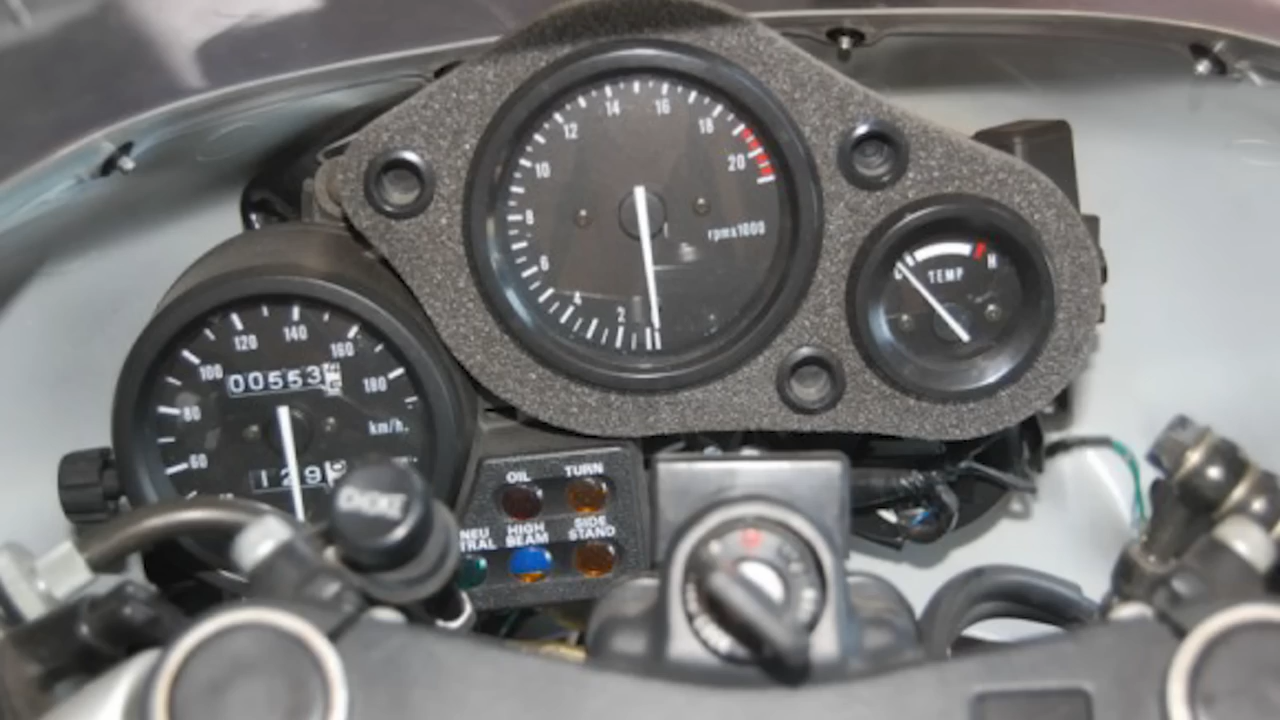 14 16
12 18
10 20
8 rpmx1000
6
4
2
TEMP
H
120 140
160
100
180
00553
80
km/h.
60
129
OIL TURN
NEU
TRAL
HIGH
BEAM
SIDE
STAND
CHOKE